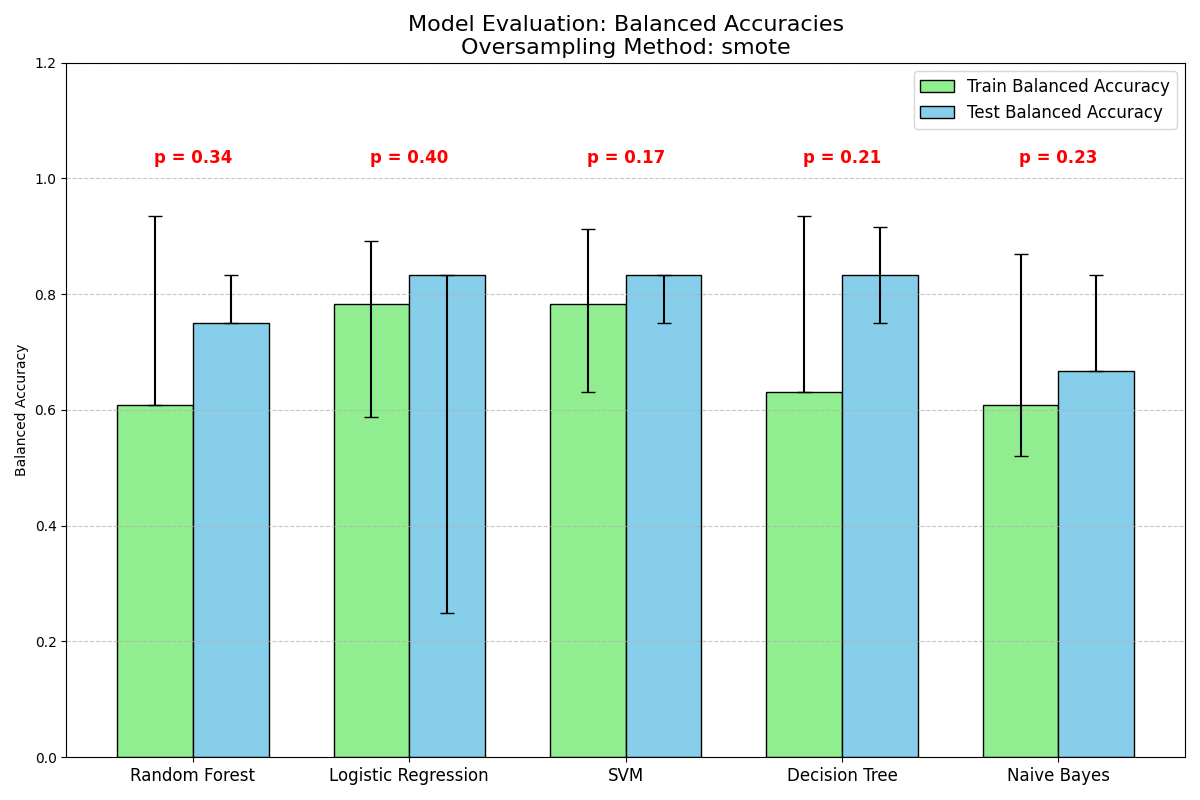 Model Evaluation: Balanced Accuracies
Oversampling Method: smote
Train Balanced Accuracy
Test Balanced Accuracy
p = 0.34
p = 0.40
p = 0.17
p = 0.21
p = 0.23
Balanced Accuracy
1.2
1.0
0.8
0.6
0.4
0.2
0.0
Random Forest
Logistic Regression
SVM
Decision Tree
Naive Bayes